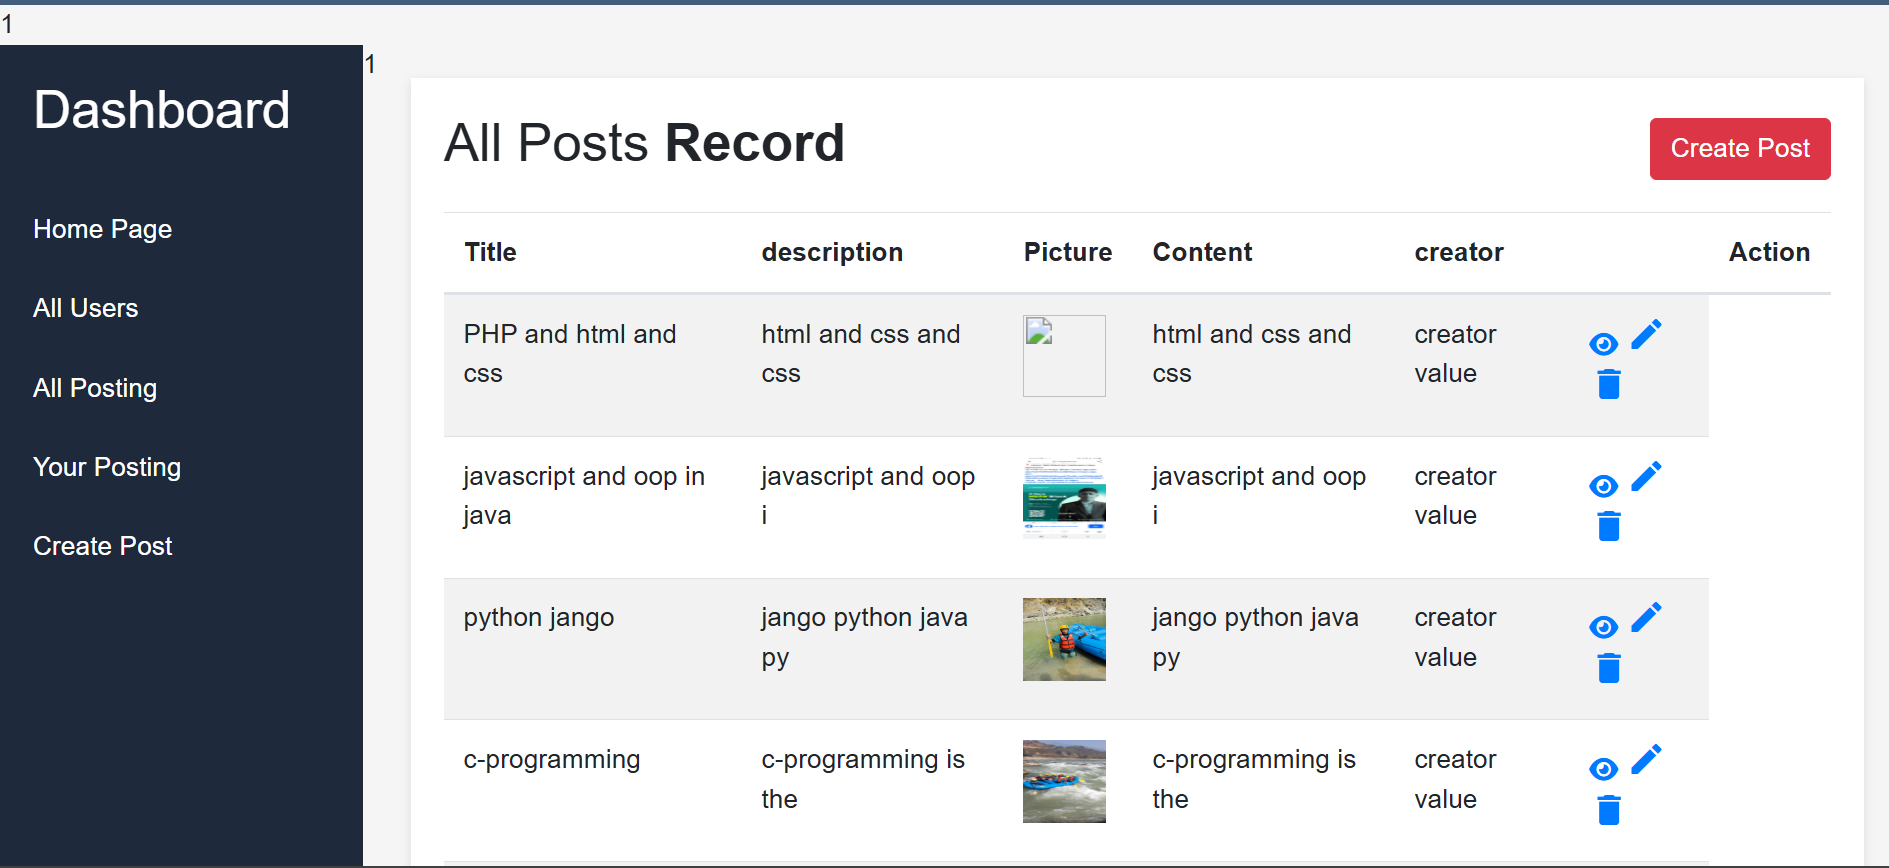 1
1
Dashboard
Home Page
All Users
All Posting
Your Posting
Create Post
All Posts Record
Create Post
Title description Picture Content creator Action
PHP and html and html and css and html and css and creator
css css css value
javascript and oop in javascript and oop javascript and oop creator
java i i value
python jango jango python java jango python java creator
py py value
c-programming c-programming is c-programming is creator
the the value